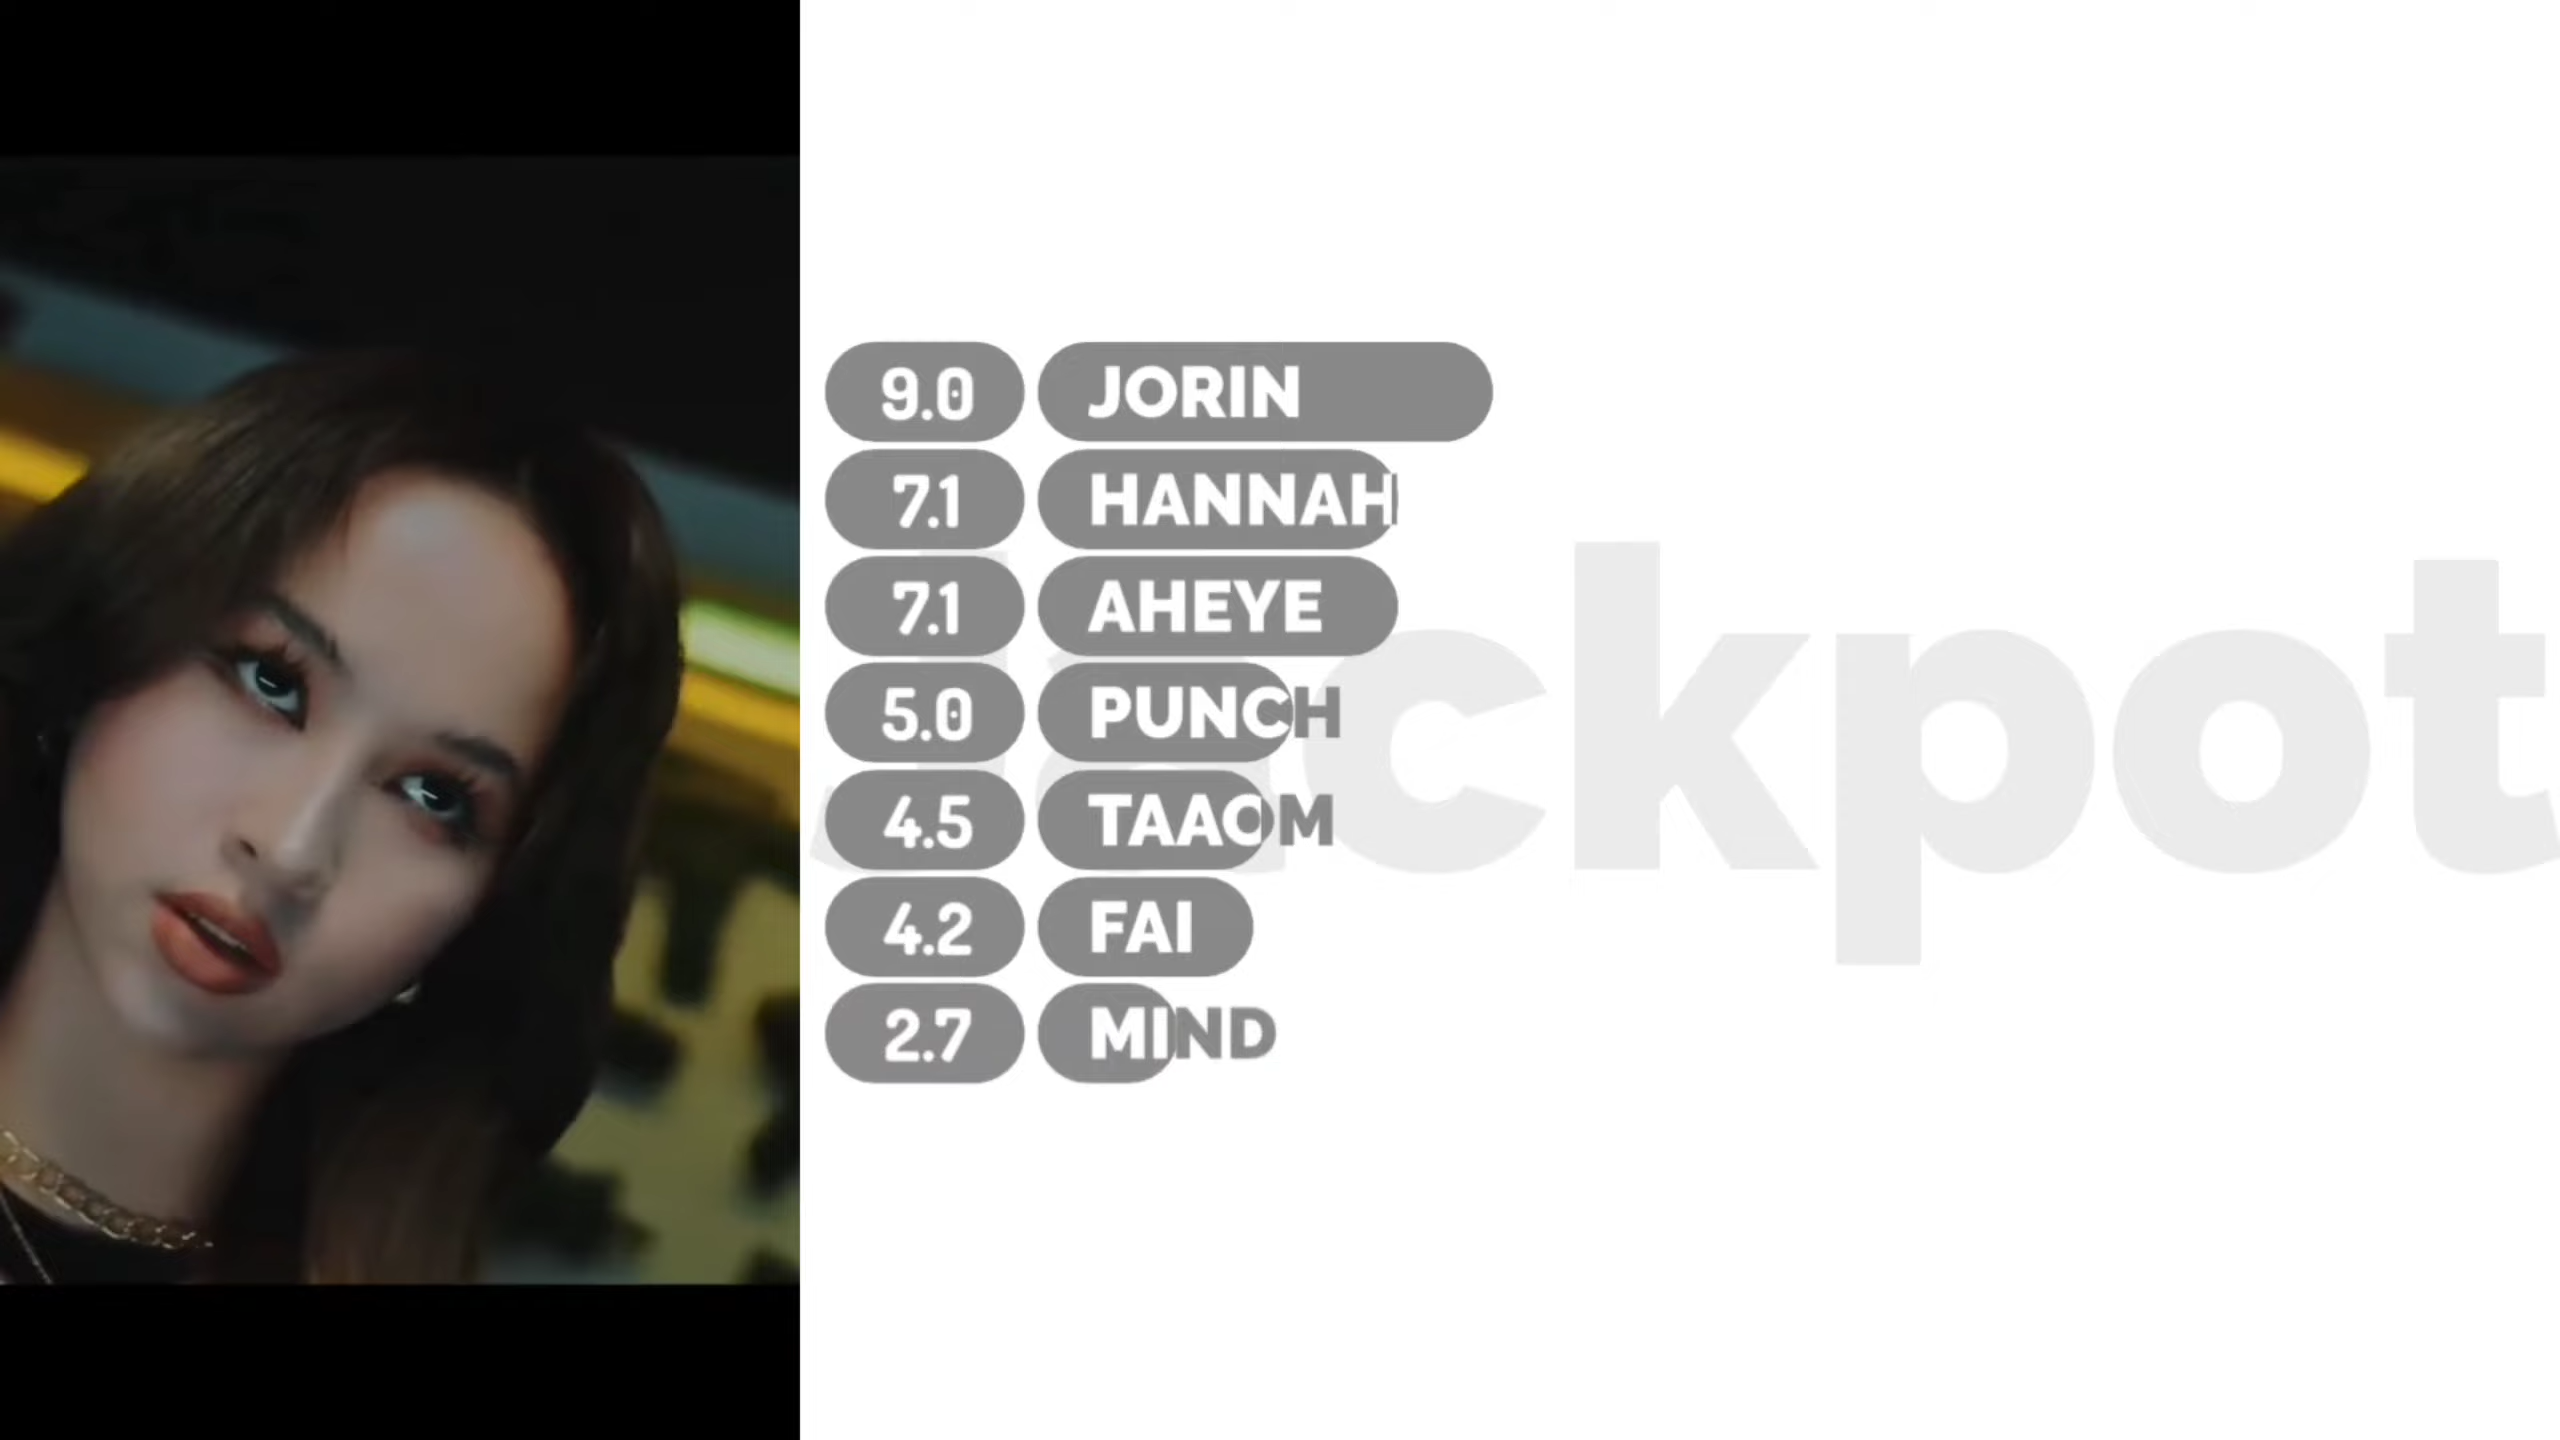 9.0 JORIN
7.1 HANNAH
7.1 AHEYE
5.0 PUNCH
4.5 TAAOM
4.2 FAI
2.7 MIND
Jackpot